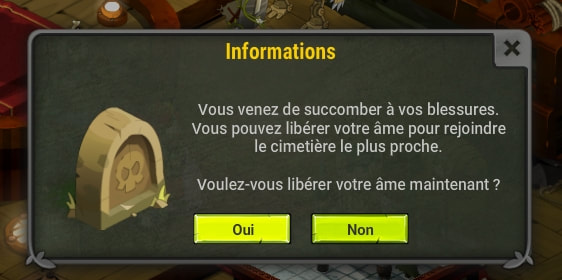 Informations
Vous venez de succomber à vos blessures.
Vous pouvez libérer votre âme pour rejoindre
le cimetière le plus proche.
Voulez-vous libérer votre âme maintenant ?
Oui
Non